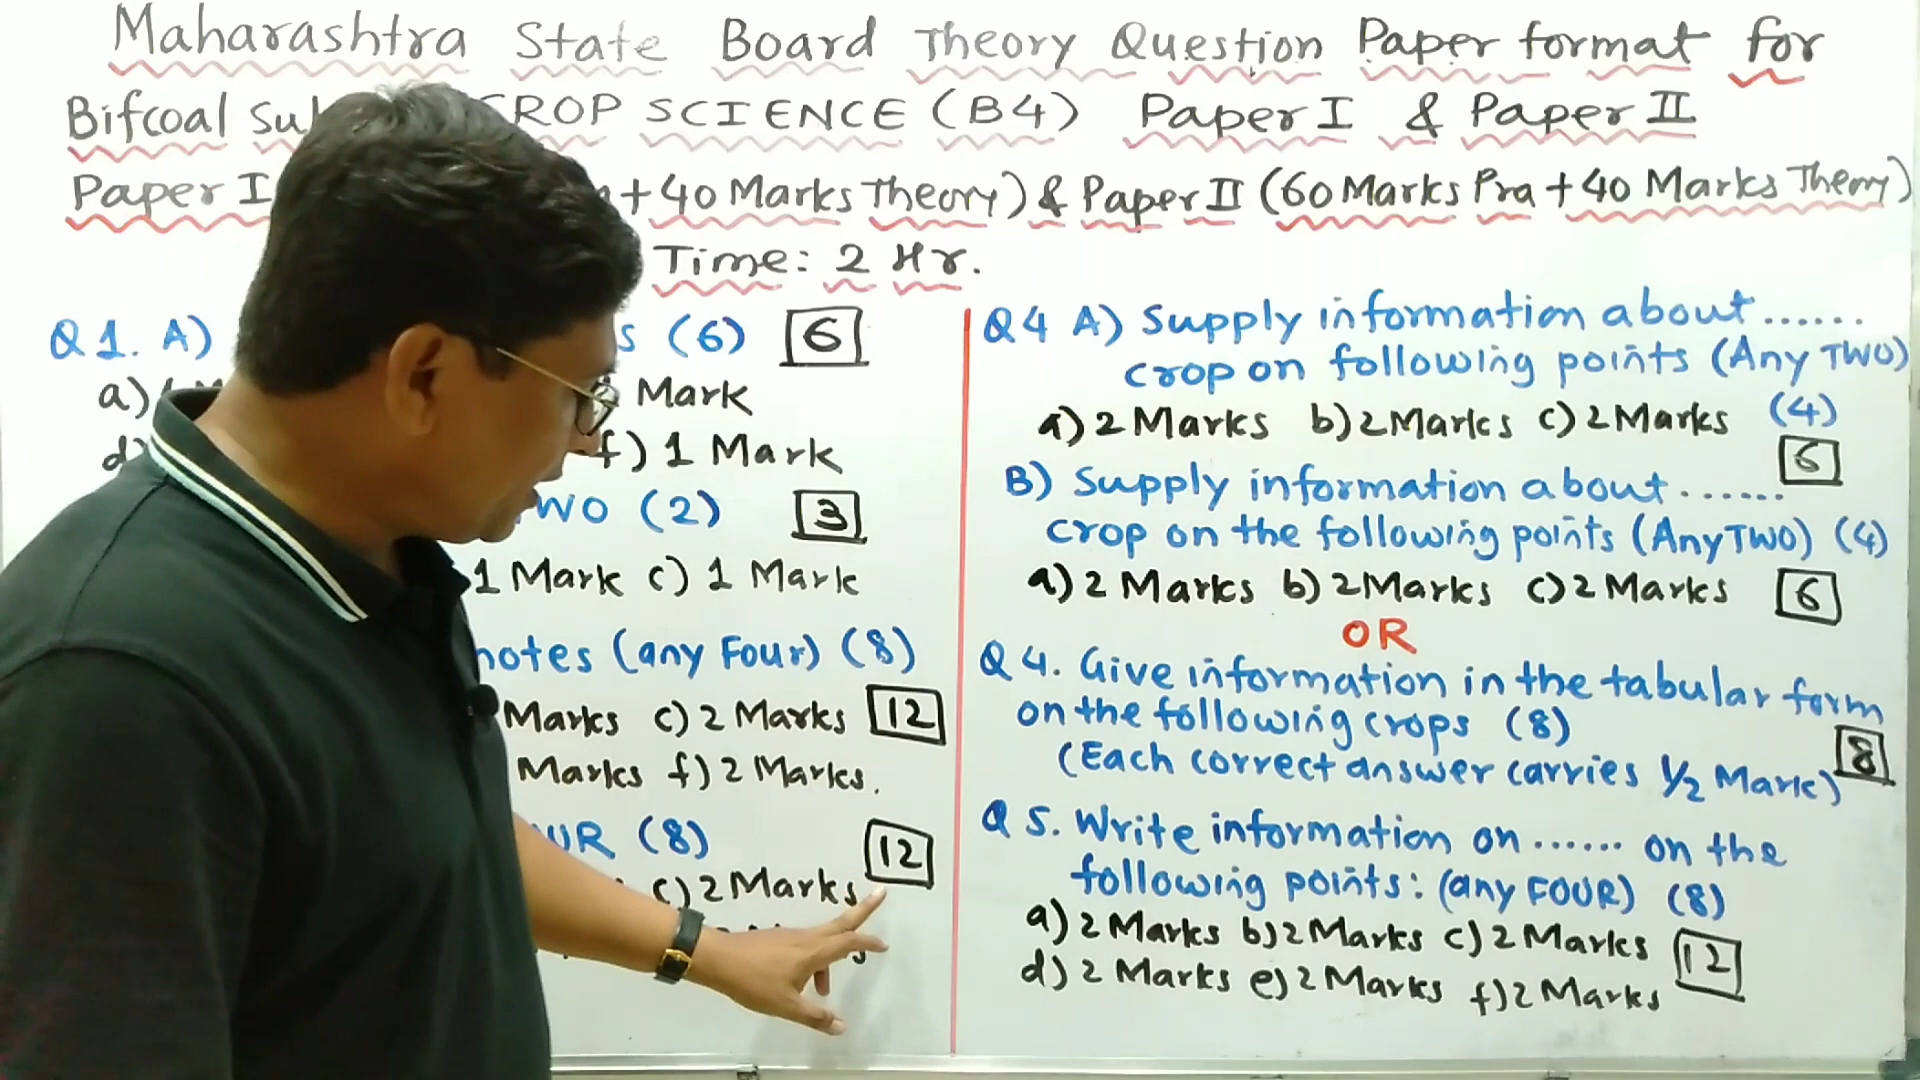 Maharashtra State Board Theory Question Paper format for
Bifcoal Su CROP SCIENCE (B4) Paper I & Paper II
Paper I + 40 Marks Theory) & Paper II (60 Marks Pra + 40 Marks Theory)
Time: 2 Hr.
Q 1. A) (6) 6
a) Mark
d) f) 1 Mark
TWO (2) 3
1 Mark c) 1 Mark
notes (any Four) (8)
Marks c) 2 Marks 12
Marks f) 2 Marks.
(8) 12
c) 2 Marks
Q4 A) Supply information about ......
crop on following points (Any TWO)
a) 2 Marks b) 2 Marks c) 2 Marks (4)
6
B) Supply information about .......
crop on the following points (Any TWO) (4)
a) 2 Marks b) 2 Marks c) 2 Marks 6
OR
Q 4. Give information in the tabular form
on the following crops (8)
(Each correct answer carries 1/2 Mark) 8
Q 5. Write information on ...... on the
following points: (any FOUR) (8)
a) 2 Marks b) 2 Marks c) 2 Marks 12
d) 2 Marks e) 2 Marks f) 2 Marks